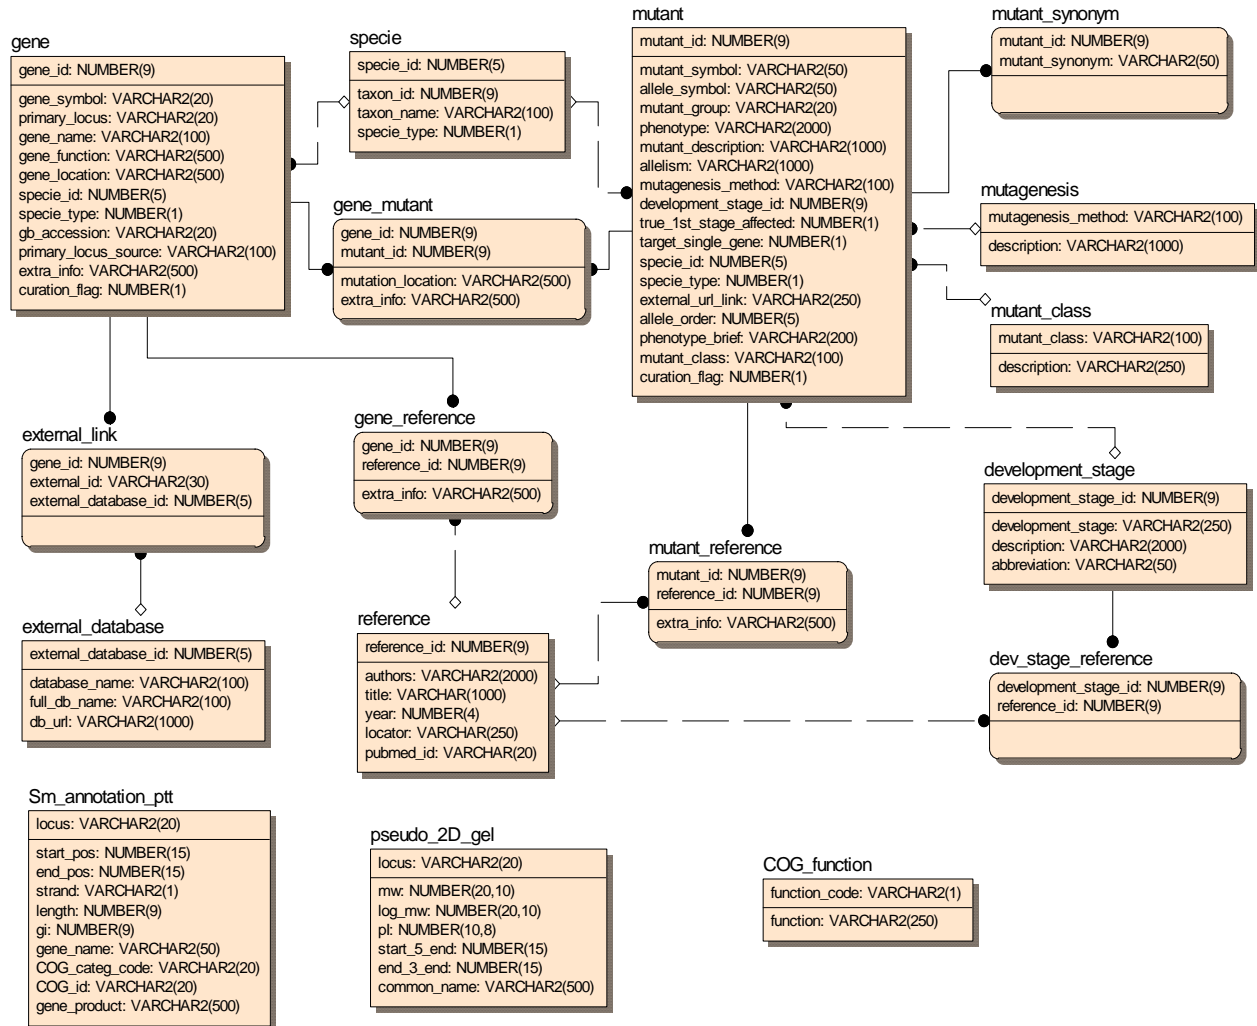 gene
gene_id: NUMBER(9)
gene_symbol: VARCHAR2(20)
primary_locus: VARCHAR2(20)
gene_name: VARCHAR2(100)
gene_function: VARCHAR2(500)
gene_location: VARCHAR2(500)
specie_id: NUMBER(5)
specie_type: NUMBER(1)
gb_accession: VARCHAR2(20)
primary_locus_source: VARCHAR2(100)
extra_info: VARCHAR2(500)
curation_flag: NUMBER(1)
specie
specie_id: NUMBER(5)
taxon_id: NUMBER(9)
taxon_name: VARCHAR2(100)
specie_type: NUMBER(1)
gene_mutant
gene_id: NUMBER(9)
mutant_id: NUMBER(9)
mutation_location: VARCHAR2(500)
extra_info: VARCHAR2(500)
mutant
mutant_id: NUMBER(9)
mutant_symbol: VARCHAR2(50)
allele_symbol: VARCHAR2(50)
mutant_group: VARCHAR2(20)
phenotype: VARCHAR2(2000)
mutant_description: VARCHAR2(1000)
allelism: VARCHAR2(1000)
mutagenesis_method: VARCHAR2(100)
development_stage_id: NUMBER(9)
true_1st_stage_affected: NUMBER(1)
target_single_gene: NUMBER(1)
specie_id: NUMBER(5)
specie_type: NUMBER(1)
external_url_link: VARCHAR2(250)
allele_order: NUMBER(5)
phenotype_brief: VARCHAR2(200)
mutant_class: VARCHAR2(100)
curation_flag: NUMBER(1)
mutant_synonym
mutant_id: NUMBER(9)
mutant_synonym: VARCHAR2(50)
mutagenesis
mutagenesis_method: VARCHAR2(100)
description: VARCHAR2(1000)
mutant_class
mutant_class: VARCHAR2(100)
description: VARCHAR2(250)
external_link
gene_id: NUMBER(9)
external_id: VARCHAR2(30)
external_database_id: NUMBER(5)
gene_reference
gene_id: NUMBER(9)
reference_id: NUMBER(9)
extra_info: VARCHAR2(500)
development_stage
development_stage_id: NUMBER(9)
development_stage: VARCHAR2(250)
description: VARCHAR2(2000)
abbreviation: VARCHAR2(50)
mutant_reference
mutant_id: NUMBER(9)
reference_id: NUMBER(9)
extra_info: VARCHAR2(500)
external_database
external_database_id: NUMBER(5)
database_name: VARCHAR2(100)
full_db_name: VARCHAR2(100)
db_url: VARCHAR2(1000)
reference
reference_id: NUMBER(9)
authors: VARCHAR2(2000)
title: VARCHAR(1000)
year: NUMBER(4)
locator: VARCHAR(250)
pubmed_id: VARCHAR(20)
dev_stage_reference
development_stage_id: NUMBER(9)
reference_id: NUMBER(9)
Sm_annotation_ptt
locus: VARCHAR2(20)
start_pos: NUMBER(15)
end_pos: NUMBER(15)
strand: VARCHAR2(1)
length: NUMBER(9)
gi: NUMBER(9)
gene_name: VARCHAR2(50)
COG_categ_code: VARCHAR2(20)
COG_id: VARCHAR2(20)
gene_product: VARCHAR2(500)
pseudo_2D_gel
locus: VARCHAR2(20)
mw: NUMBER(20,10)
log_mw: NUMBER(20,10)
pI: NUMBER(10,8)
start_5_end: NUMBER(15)
end_3_end: NUMBER(15)
common_name: VARCHAR2(500)
COG_function
function_code: VARCHAR2(1)
function: VARCHAR2(250)